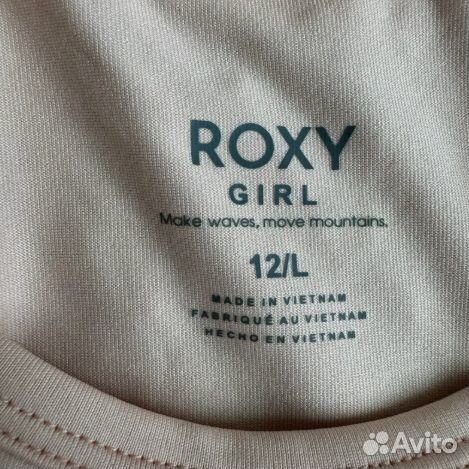 ROXY
GIRL
Make waves, move mountains.
12/L
MADE IN VIETNAM
FABRIQUÉ AU VIETNAM
HECHO EN VIETNAM
Avito